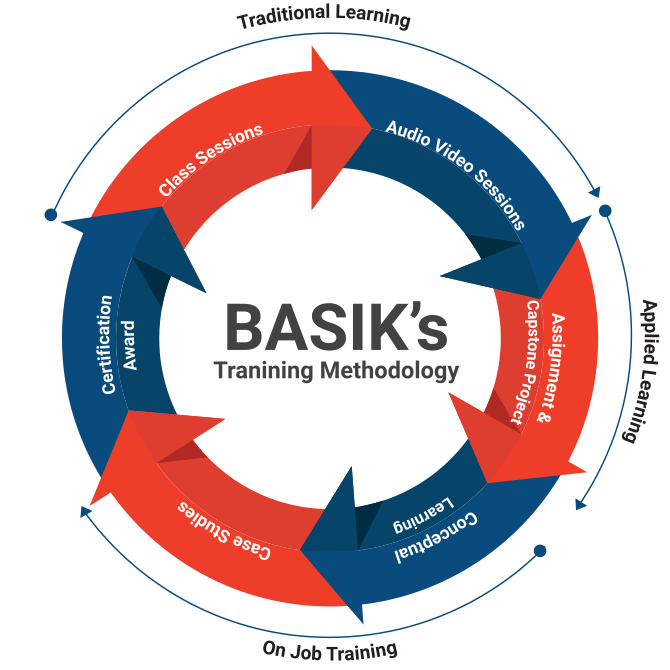 Traditional Learning
Class Sessions
Audio Video Sessions
Assignment &
Capstone Project
Applied Learning
Conceptual
Learning
Case Studies
On Job Training
Certification
Award
BASIK’s
Tranining Methodology